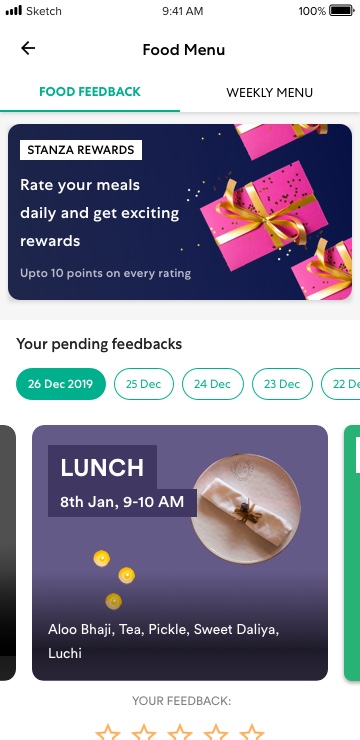 Sketch
9:41 AM
100%
Food Menu
FOOD FEEDBACK
WEEKLY MENU
STANZA REWARDS
Rate your meals
daily and get exciting
rewards
Upto 10 points on every rating
Your pending feedbacks
26 Dec 2019
25 Dec
24 Dec
23 Dec
22 De
LUNCH
8th Jan, 9-10 AM
Aloo Bhaji, Tea, Pickle, Sweet Daliya,
Luchi
YOUR FEEDBACK: